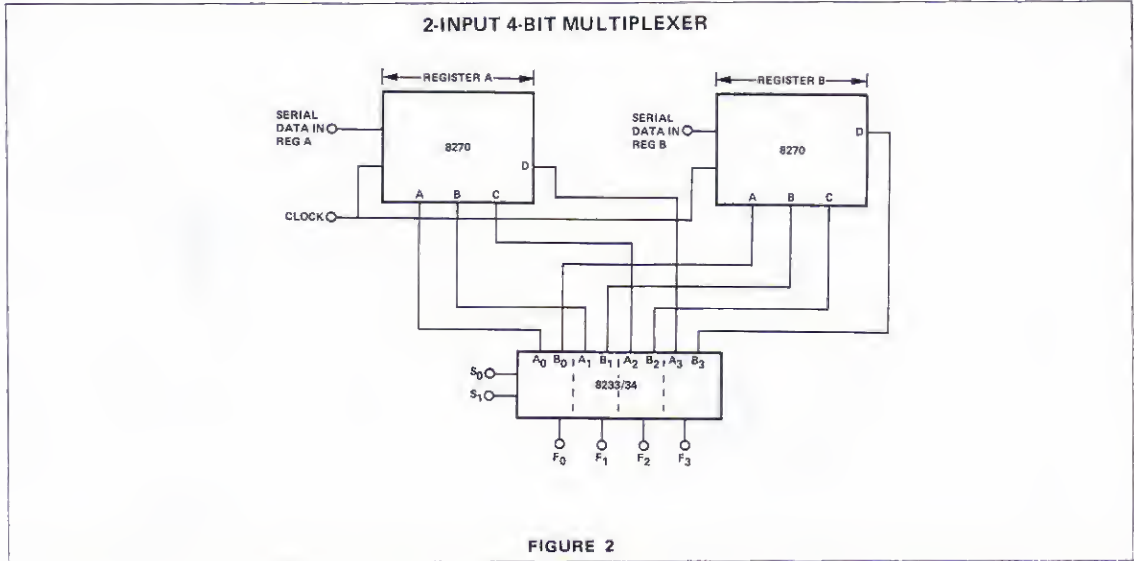 2-INPUT 4-BIT MULTIPLEXER
REGISTER A
REGISTER B
SERIAL
DATA IN
REG A
8270
D
A B C
SERIAL
DATA IN
REG B
8270
D
A B C
CLOCK
A0 B0 A1 B1 A2 B2 A3 B3
8233/34
S0
S1
F0 F1 F2 F3
FIGURE 2